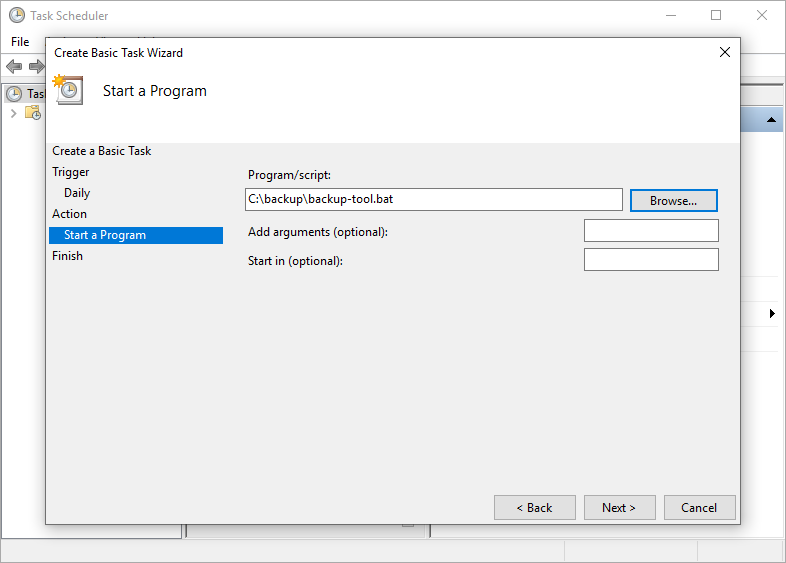 Task Scheduler
File
Create Basic Task Wizard
Start a Program
Tas
Create a Basic Task
Trigger
Daily
Action
Start a Program
Finish
Program/script:
C:\backup\backup-tool.bat
Browse...
Add arguments (optional):
Start in (optional):
< Back
Next >
Cancel